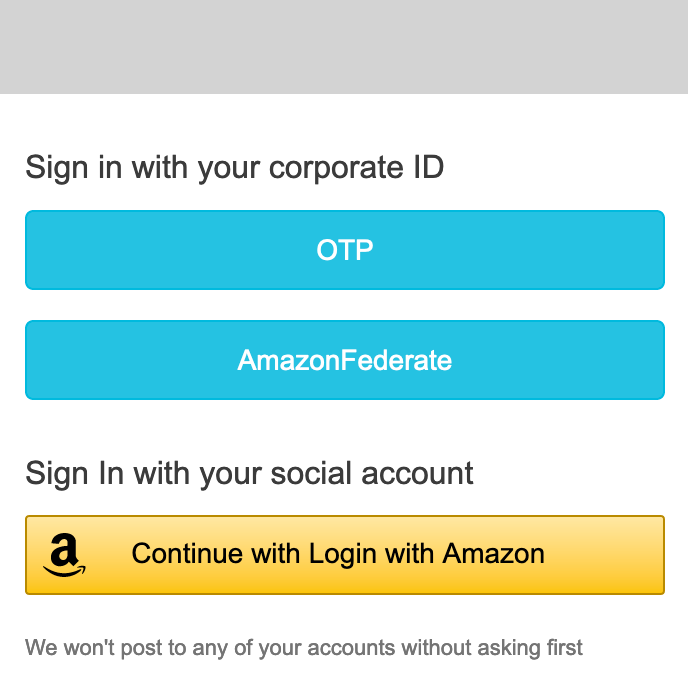 Sign in with your corporate ID
OTP
AmazonFederate
Sign In with your social account
Continue with Login with Amazon
We won't post to any of your accounts without asking first